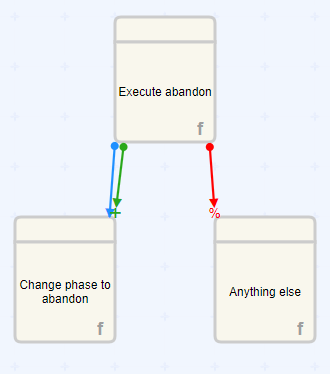 Execute abandon
f
+
%
Change phase to
abandon
f
Anything else
f